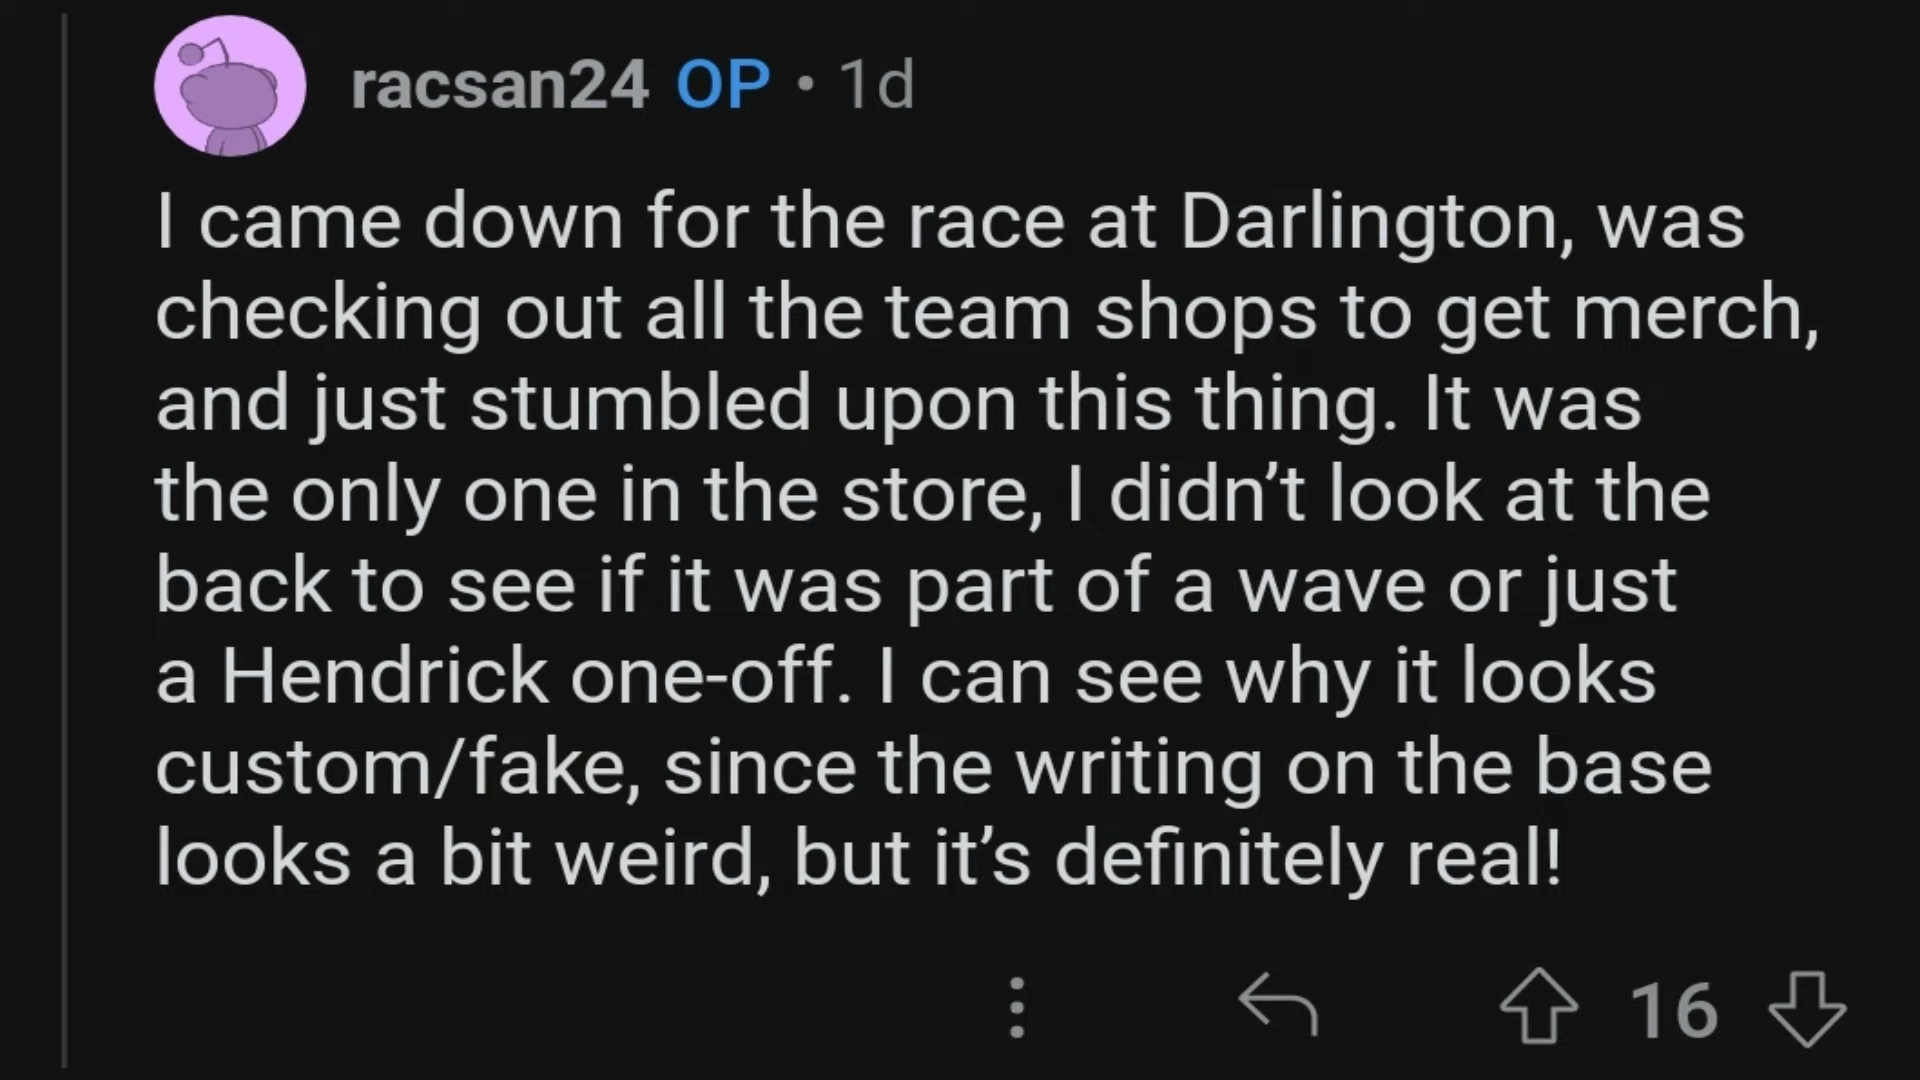 racsan24 OP • 1d
I came down for the race at Darlington, was
checking out all the team shops to get merch,
and just stumbled upon this thing. It was
the only one in the store, I didn’t look at the
back to see if it was part of a wave or just
a Hendrick one-off. I can see why it looks
custom/fake, since the writing on the base
looks a bit weird, but it’s definitely real!
16